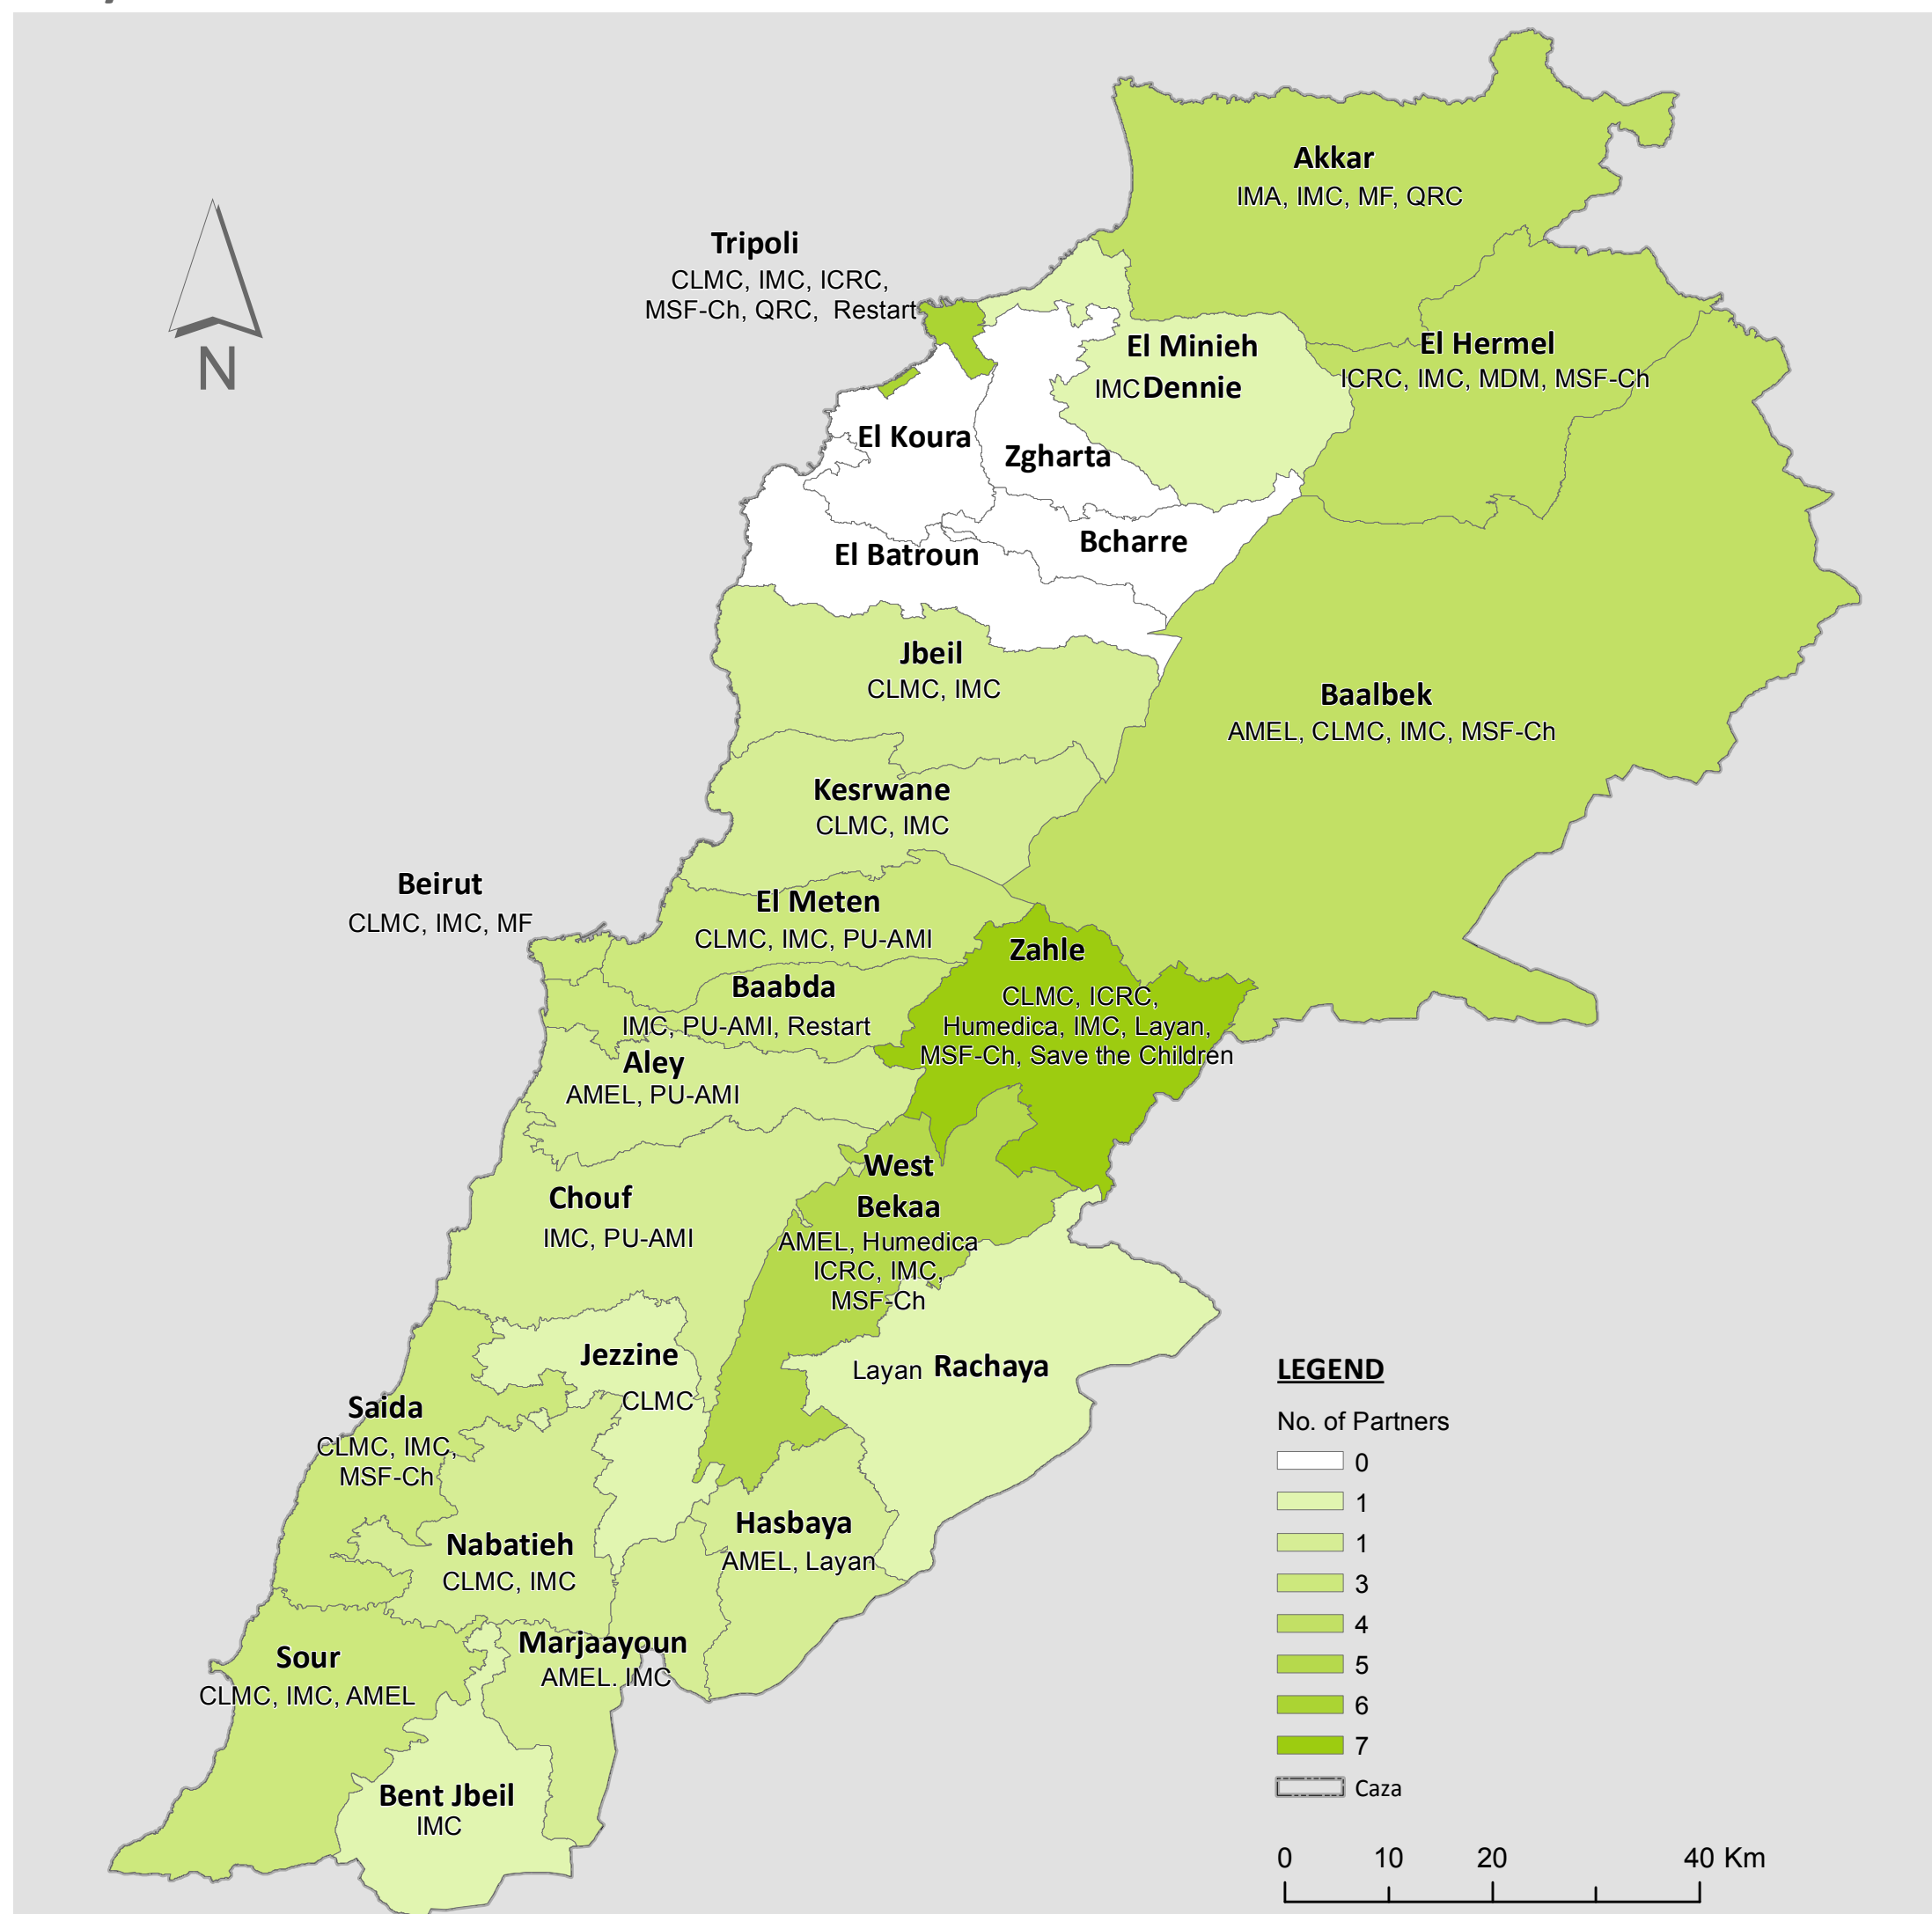 Akkar
IMA, IMC, MF, QRC
Tripoli
CLMC, IMC, ICRC,
MSF-Ch, QRC, Restart
El Minieh
IMC Dennie
El Hermel
ICRC, IMC, MDM, MSF-Ch
El Koura
Zgharta
Bcharre
El Batroun
Jbeil
CLMC, IMC
Baalbek
AMEL, CLMC, IMC, MSF-Ch
Kesrwane
CLMC, IMC
Beirut
CLMC, IMC, MF
El Meten
CLMC, IMC, PU-AMI
Zahle
CLMC, ICRC,
Humedica, IMC, Layan,
MSF-Ch, Save the Children
Baabda
IMC, PU-AMI, Restart
Aley
AMEL, PU-AMI
West
Bekaa
AMEL, Humedica
ICRC, IMC,
MSF-Ch
Chouf
IMC, PU-AMI
Jezzine
CLMC
Layan Rachaya
Saida
CLMC, IMC,
MSF-Ch
Hasbaya
AMEL, Layan
Nabatieh
CLMC, IMC
Marjaayoun
AMEL. IMC
Sour
CLMC, IMC, AMEL
Bent Jbeil
IMC
N
LEGEND
No. of Partners
0
1
1
3
4
5
6
7
Caza
0 10 20 40 Km